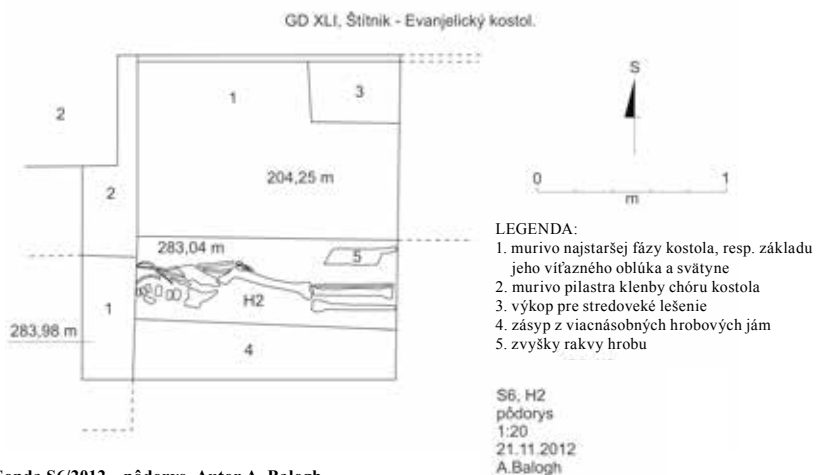 GD XLI, Štítnik - Evanjelický kostol.
S
1
3
2
204,25 m
0
1
m
2
283,04 m
5
H2
1
283,98 m
4
LEGENDA:
1. murivo najstaršej fázy kostola, resp. základu
jeho víťazného oblúka a svätyne
2. murivo pilastra klenby chóru kostola
3. výkop pre stredoveké lešenie
4. zásyp z viacnásobných hrobových jám
5. zvyšky rakvy hrobu
S6, H2
pôdorys
1:20
21.11.2012
A.Balogh
S6/2012 – pôdorys. Autor A. Balogh